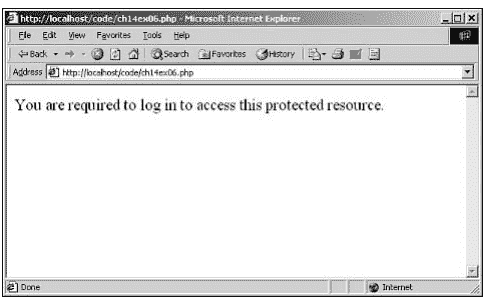 http://localhost/code/ch14ex06.php - Microsoft Internet Explorer
File Edit View Favorites Tools Help
Back Search Favorites History
Address http://localhost/code/ch14ex06.php
You are required to log in to access this protected resource.
Done Internet